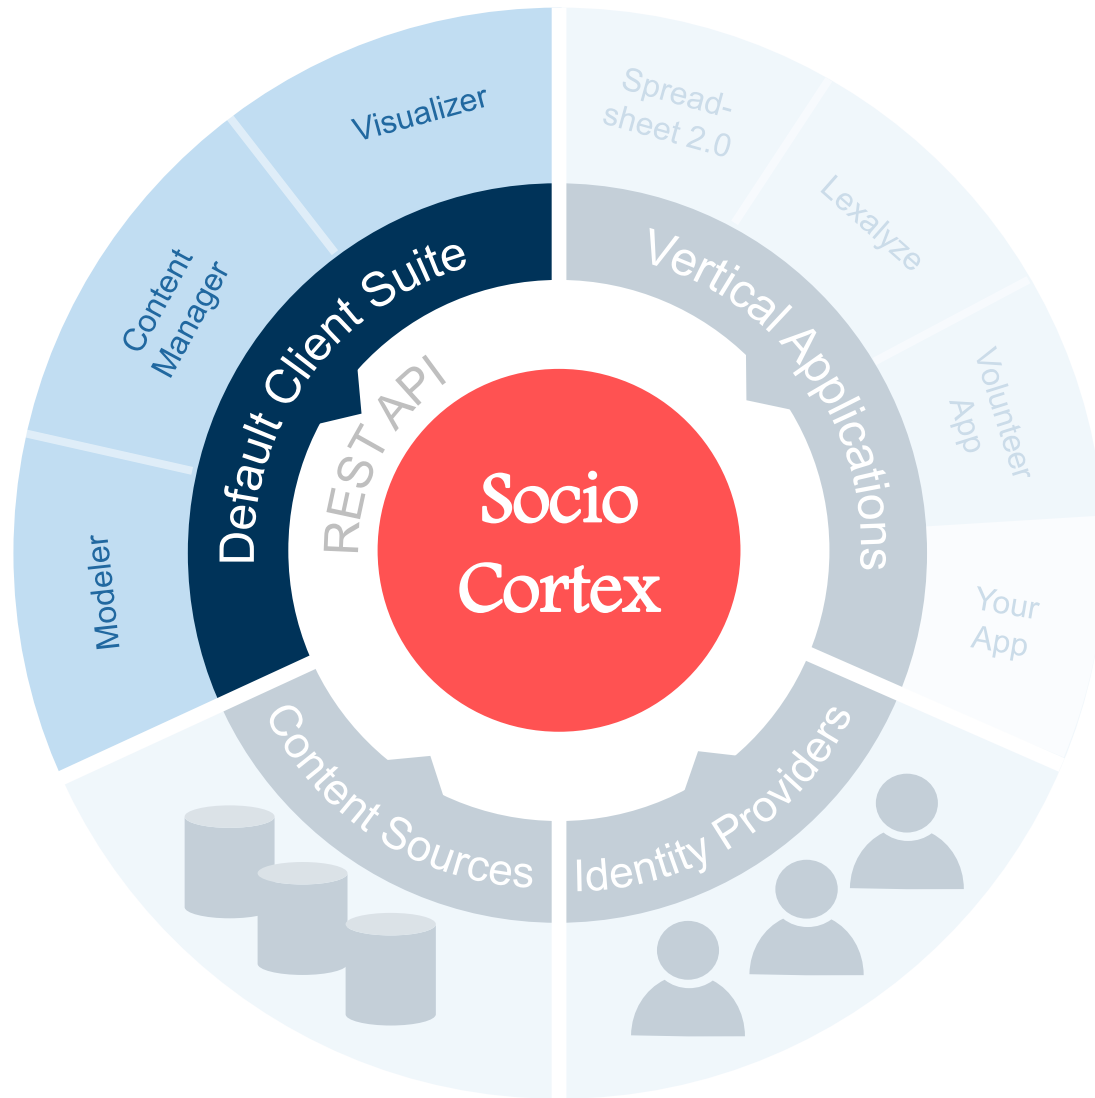 Visualizer
Spread-
sheet 2.0
Content
Manager
Lexalyze
Modeler
Volunteer
App
Your
App
Default Client Suite
Vertical Applications
REST API
Socio
Cortex
Content Sources
Identity Providers